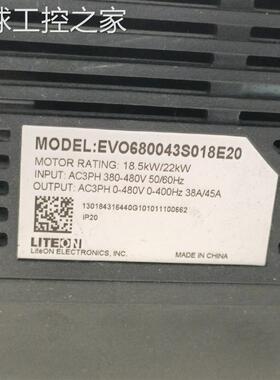 球工控之家
MODEL:EVO680043S018E20
MOTOR RATING: 18.5kW/22kW
INPUT: AC3PH 380-480V 50/60Hz
OUTPUT: AC3PH 0-480V 0-400Hz 38A/45A
130184316440G101011100662
IP20
LITEON
LiteON ELECTRONICS MADE IN CHINA